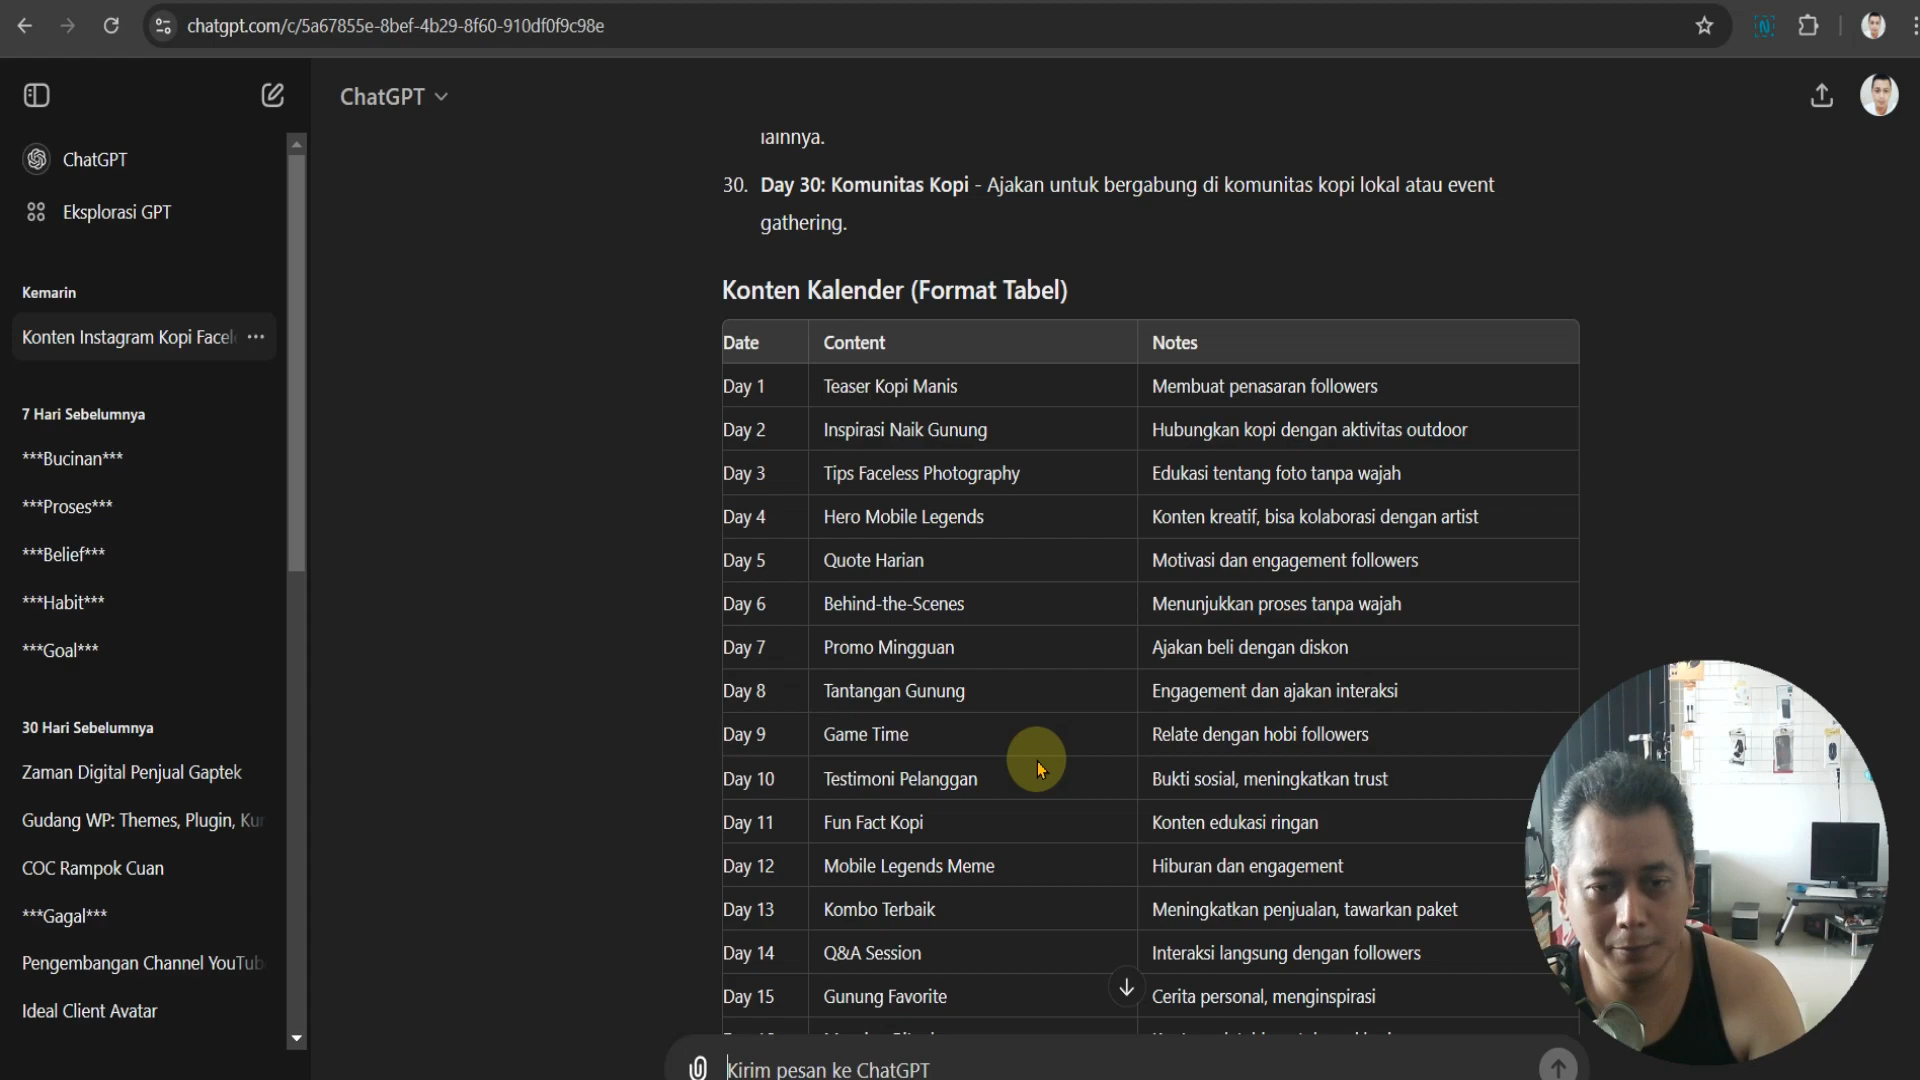 chatgpt.com/c/5a67855e-8bef-4b29-8f60-910df0f9c98e
ChatGPT
ChatGPT
Eksplorasi GPT
Kemarin
Konten Instagram Kopi Facel
7 Hari Sebelumnya
***Bucinan***
***Proses***
***Belief***
***Habit***
***Goal***
30 Hari Sebelumnya
Zaman Digital Penjual Gaptek
Gudang WP: Themes, Plugin, Kur
COC Rampok Cuan
***Gagal***
Pengembangan Channel YouTub
Ideal Client Avatar
lainnya.
30. Day 30: Komunitas Kopi - Ajakan untuk bergabung di komunitas kopi lokal atau event
gathering.
Konten Kalender (Format Tabel)
Date Content Notes
Day 1 Teaser Kopi Manis Membuat penasaran followers
Day 2 Inspirasi Naik Gunung Hubungkan kopi dengan aktivitas outdoor
Day 3 Tips Faceless Photography Edukasi tentang foto tanpa wajah
Day 4 Hero Mobile Legends Konten kreatif, bisa kolaborasi dengan artist
Day 5 Quote Harian Motivasi dan engagement followers
Day 6 Behind-the-Scenes Menunjukkan proses tanpa wajah
Day 7 Promo Mingguan Ajakan beli dengan diskon
Day 8 Tantangan Gunung Engagement dan ajakan interaksi
Day 9 Game Time Relate dengan hobi followers
Day 10 Testimoni Pelanggan Bukti sosial, meningkatkan trust
Day 11 Fun Fact Kopi Konten edukasi ringan
Day 12 Mobile Legends Meme Hiburan dan engagement
Day 13 Kombo Terbaik Meningkatkan penjualan, tawarkan paket
Day 14 Q&A Session Interaksi langsung dengan followers
Day 15 Gunung Favorite Cerita personal, menginspirasi
Kirim pesan ke ChatGPT